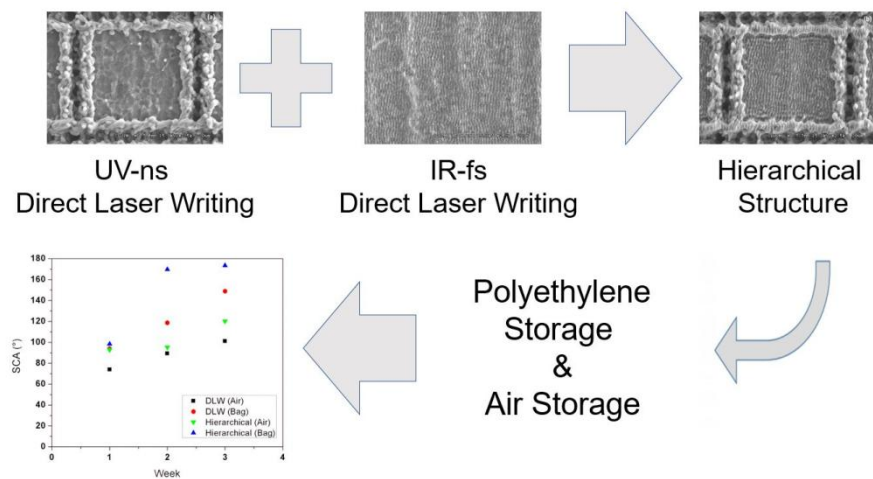 UV-ns
Direct Laser Writing
IR-fs
Direct Laser Writing
Hierarchical
Structure
180
160
140
120
100
80
60
40
20
0
SCA (°)
0
1
2
3
4
Week
DLW (Air)
DLW (Bag)
Hierarchical (Air)
Hierarchical (Bag)
Polyethylene
Storage
&
Air Storage